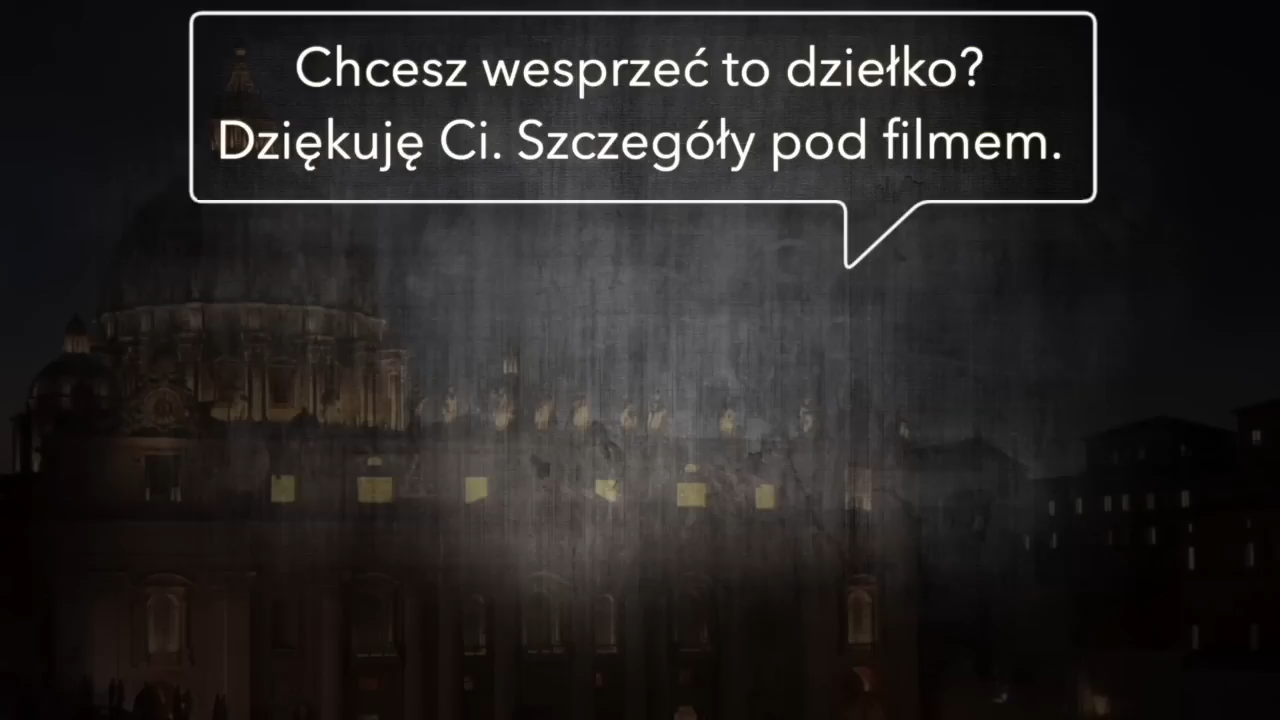 Chcesz wesprzeć to dziełko?
Dziękuję Ci. Szczegóły pod filmem.